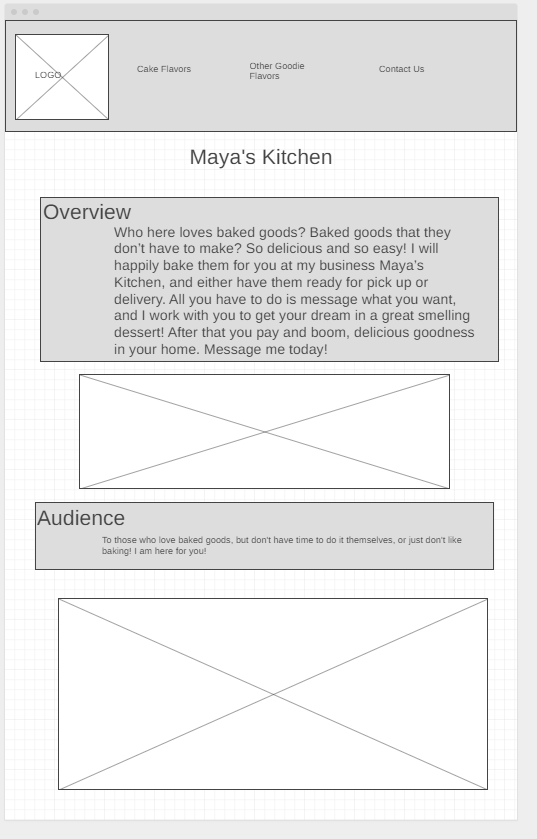 LOGO
Cake Flavors
Other Goodie
Flavors
Contact Us
Maya's Kitchen
Overview
Who here loves baked goods? Baked goods that they
don’t have to make? So delicious and so easy! I will
happily bake them for you at my business Maya’s
Kitchen, and either have them ready for pick up or
delivery. All you have to do is message what you want,
and I work with you to get your dream in a great smelling
dessert! After that you pay and boom, delicious goodness
in your home. Message me today!
Audience
To those who love baked goods, but don't have time to do it themselves, or just don't like
baking! I am here for you!